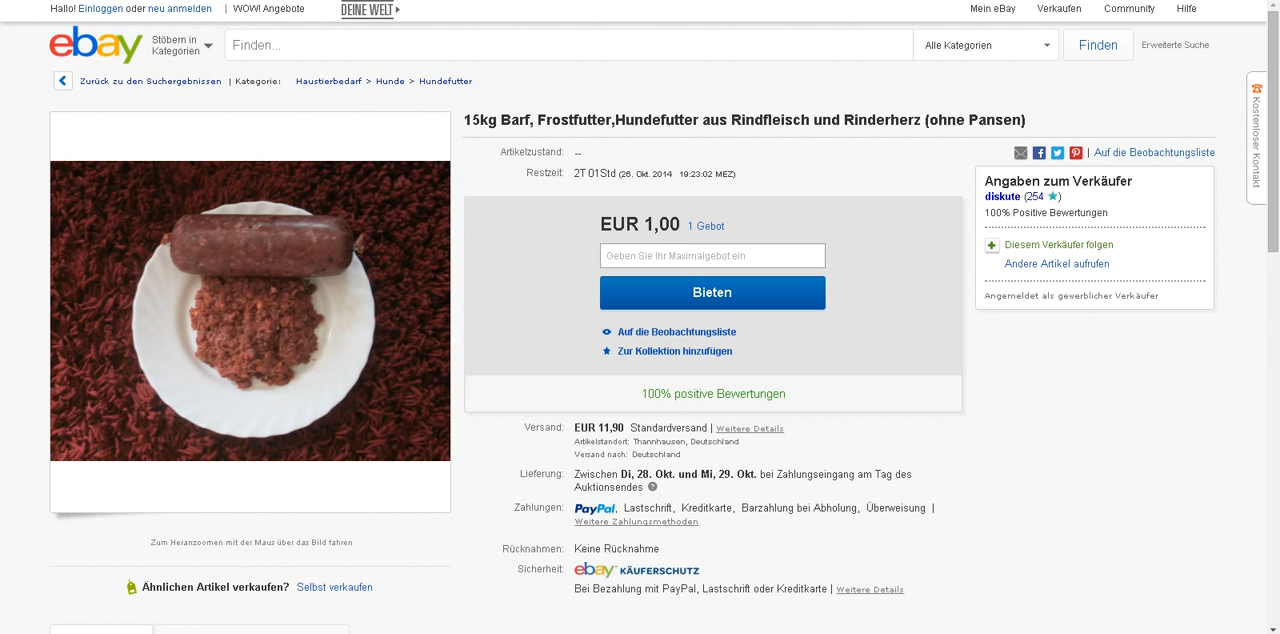 Hallo! Einloggen oder neu anmelden | WOW! Angebote DEINE WELT Mein eBay Verkaufen Community Hilfe
ebay Stöbern in Kategorien Finden... Alle Kategorien Finden Erweiterte Suche
Zurück zu den Suchergebnissen | Kategorie: Haustierbedarf > Hunde > Hundefutter
Kostenloser Kontakt
15kg Barf, Frostfutter,Hundefutter aus Rindfleisch und Rinderherz (ohne Pansen)
Artikelzustand: --
Restzeit: 2T 01Std (26. Okt. 2014 19:23:02 MEZ)
| Auf die Beobachtungsliste
Angaben zum Verkäufer
diskute (254 )
100% Positive Bewertungen
Diesem Verkäufer folgen
Andere Artikel aufrufen
Angemeldet als gewerblicher Verkäufer
EUR 1,00 1 Gebot
Geben Sie Ihr Maximalgebot ein
Bieten
Auf die Beobachtungsliste
Zur Kollektion hinzufügen
100% positive Bewertungen
Versand: EUR 11,90 Standardversand | Weitere Details
Artikelstandort: Thannhausen, Deutschland
Versand nach: Deutschland
Lieferung: Zwischen Di, 28. Okt. und Mi, 29. Okt. bei Zahlungseingang am Tag des
Auktionsendes
Zahlungen: PayPal, Lastschrift, Kreditkarte, Barzahlung bei Abholung, Überweisung |
Weitere Zahlungsmethoden
Rücknahmen: Keine Rücknahme
Sicherheit: ebay KÄUFERSCHUTZ
Bei Bezahlung mit PayPal, Lastschrift oder Kreditkarte | Weitere Details
Zum Heranzoomen mit der Maus über das Bild fahren
Ähnlichen Artikel verkaufen? Selbst verkaufen